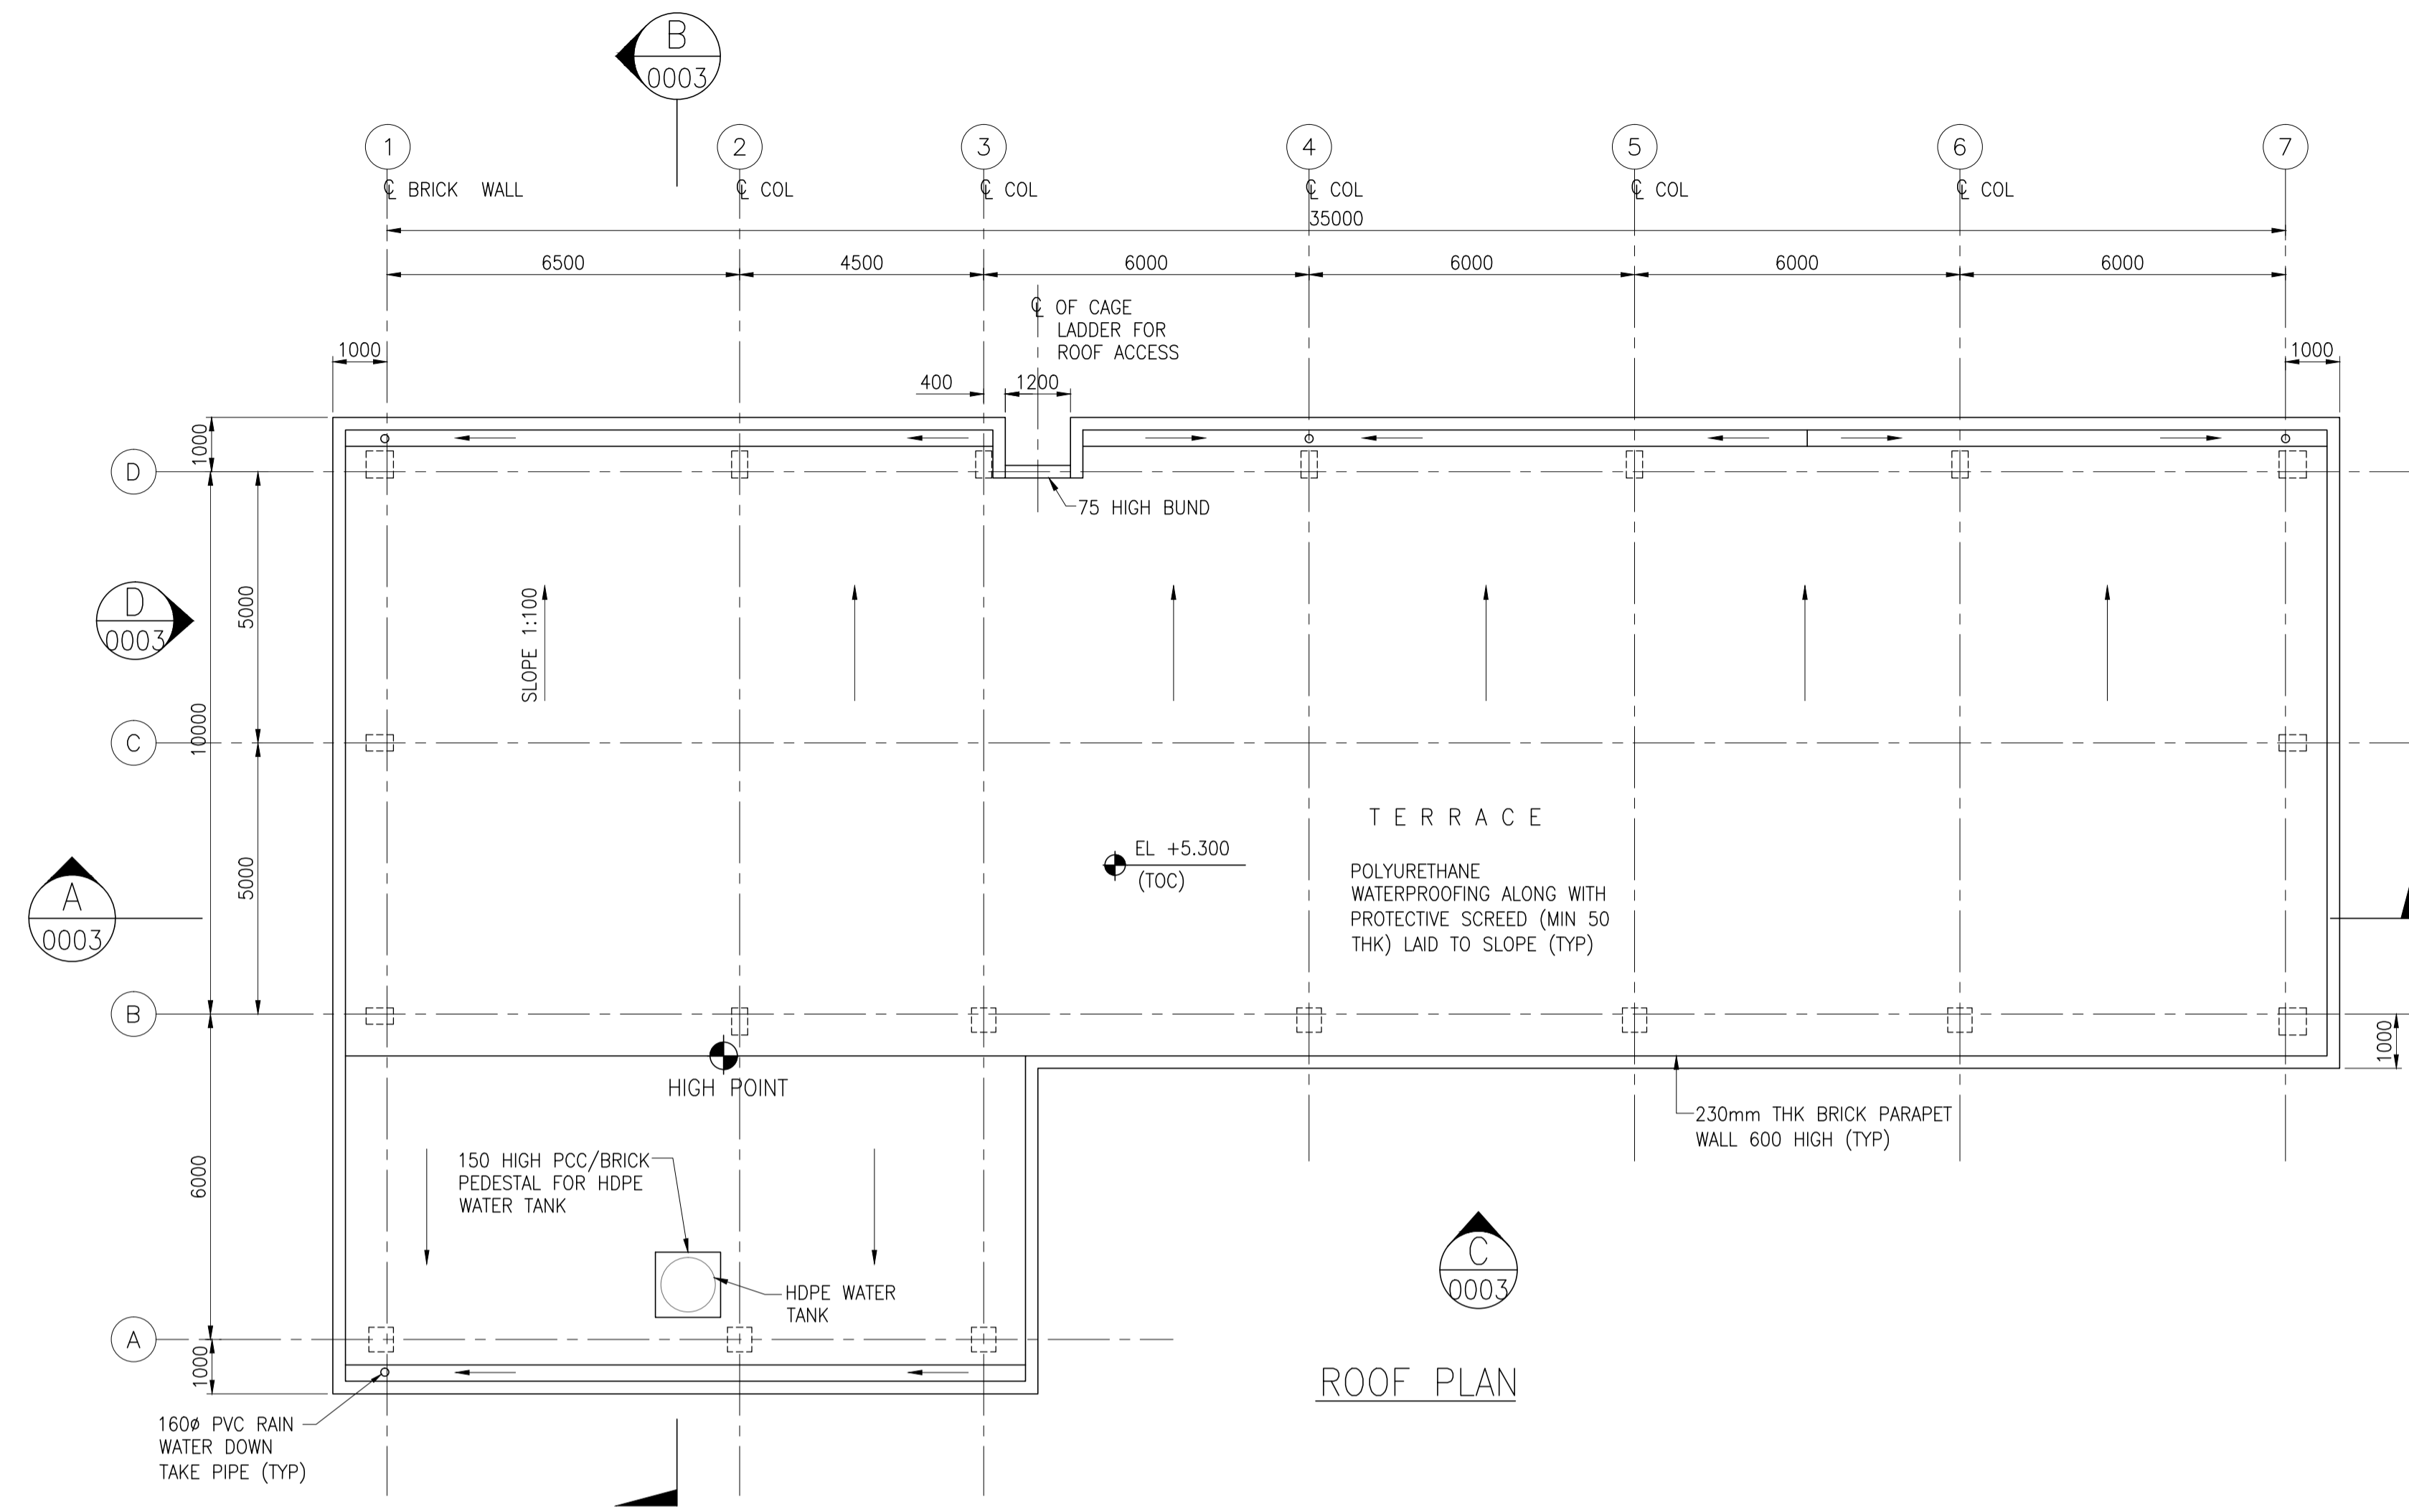 B
0003
1
2
3
4
5
6
7
℄ BRICK WALL
℄ COL
℄ COL
℄ COL
℄ COL
℄ COL
35000
6500
4500
6000
6000
6000
6000
℄ OF CAGE
LADDER FOR
ROOF ACCESS
1000
1000
400
1200
1000
D
75 HIGH BUND
D
0003
5000
SLOPE 1:100
10000
C
TERRACE
EL +5.300
(TOC)
POLYURETHANE
WATERPROOFING ALONG WITH
PROTECTIVE SCREED (MIN 50
THK) LAID TO SLOPE (TYP)
5000
A
0003
B
1000
HIGH POINT
230mm THK BRICK PARAPET
WALL 600 HIGH (TYP)
150 HIGH PCC/BRICK
PEDESTAL FOR HDPE
WATER TANK
6000
C
0003
HDPE WATER
TANK
A
1000
ROOF PLAN
160ø PVC RAIN
WATER DOWN
TAKE PIPE (TYP)